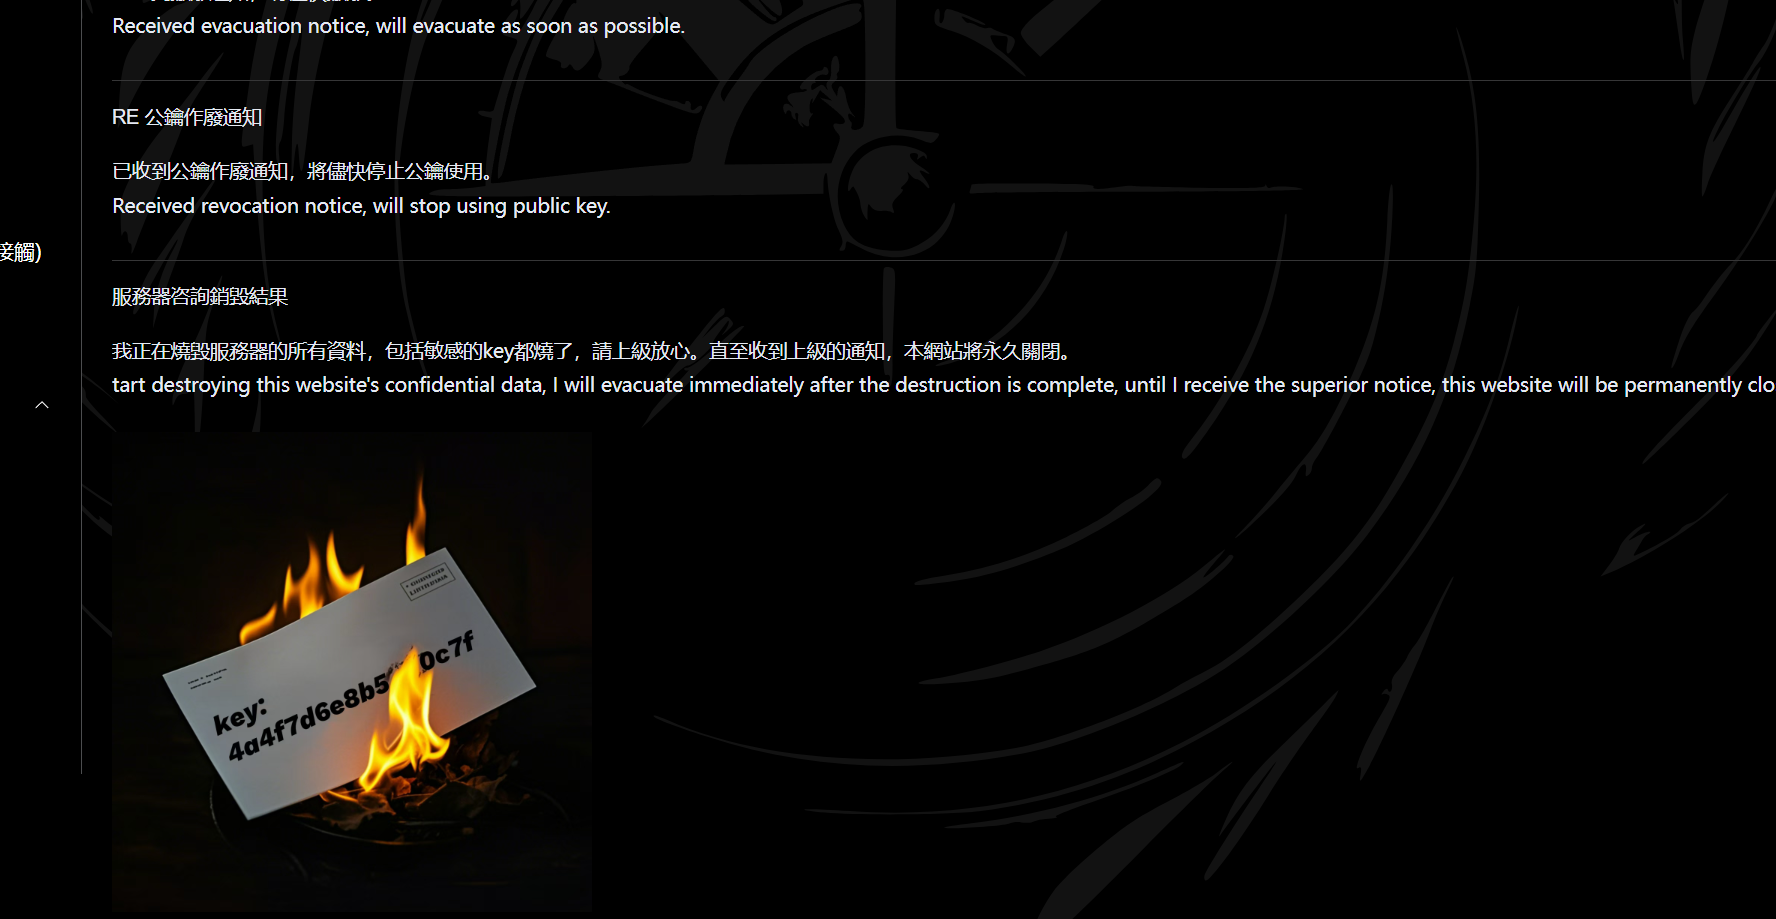 Received evacuation notice, will evacuate as soon as possible.
RE 公鑰作廢通知
已收到公鑰作廢通知，將儘快停止公鑰使用。
Received revocation notice, will stop using public key.
接觸)
服務器咨詢銷毀結果
我正在燒毀服務器的所有資料，包括敏感的key都燒了，請上級放心。直至收到上級的通知，本網站將永久關閉。
tart destroying this website's confidential data, I will evacuate immediately after the destruction is complete, until I receive the superior notice, this website will be permanently clo
key:
4a4f7d6e8b5 0c7f